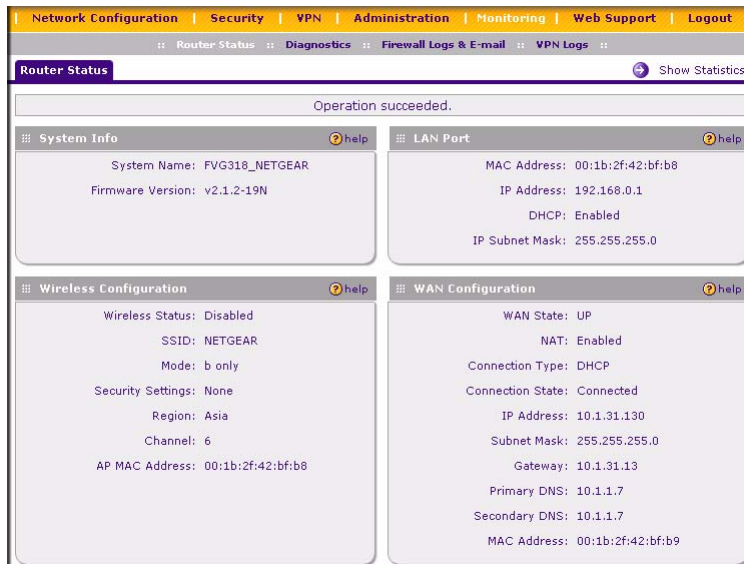 Network Configuration | Security | VPN | Administration | Monitoring | Web Support | Logout
:: Router Status :: Diagnostics :: Firewall Logs & E-mail :: VPN Logs ::
Router Status
Show Statistics
Operation succeeded.
System Info
help
System Name: FVG318_NETGEAR
Firmware Version: v2.1.2-19N
LAN Port
help
MAC Address: 00:1b:2f:42:bf:b8
IP Address: 192.168.0.1
DHCP: Enabled
IP Subnet Mask: 255.255.255.0
Wireless Configuration
help
Wireless Status: Disabled
SSID: NETGEAR
Mode: b only
Security Settings: None
Region: Asia
Channel: 6
AP MAC Address: 00:1b:2f:42:bf:b8
WAN Configuration
help
WAN State: UP
NAT: Enabled
Connection Type: DHCP
Connection State: Connected
IP Address: 10.1.31.130
Subnet Mask: 255.255.255.0
Gateway: 10.1.31.13
Primary DNS: 10.1.1.7
Secondary DNS: 10.1.1.7
MAC Address: 00:1b:2f:42:bf:b9